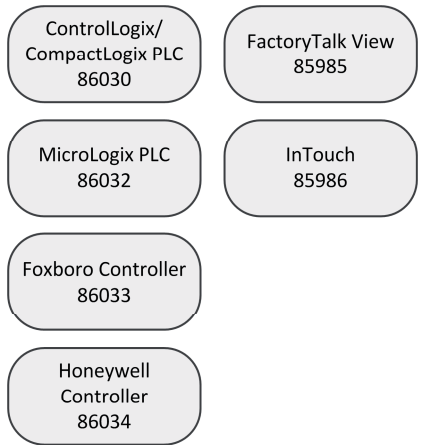 ControlLogix/
CompactLogix PLC
86030
FactoryTalk View
85985
MicroLogix PLC
86032
InTouch
85986
Foxboro Controller
86033
Honeywell
Controller
86034